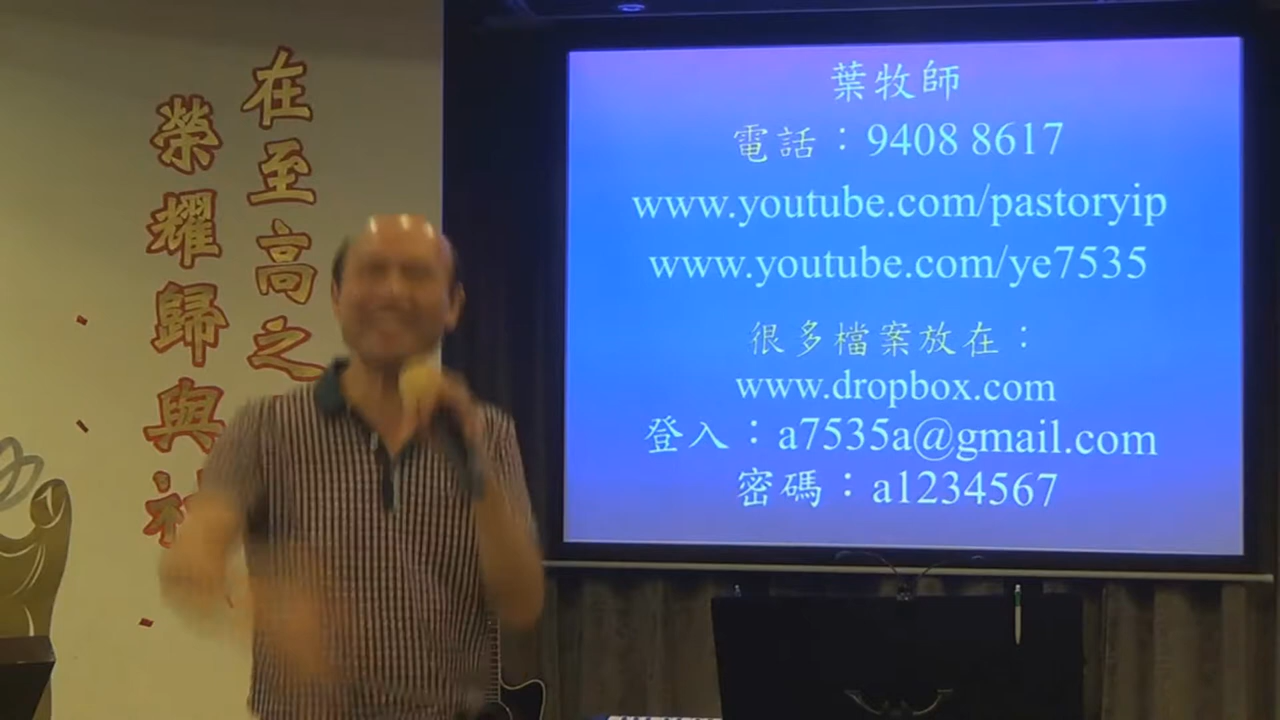 在至高之
榮耀歸與神
葉牧師
電話：9408 8617
www.youtube.com/pastoryip
www.youtube.com/ye7535
很多檔案放在：
www.dropbox.com
登入：a7535a@gmail.com
密碼：a1234567